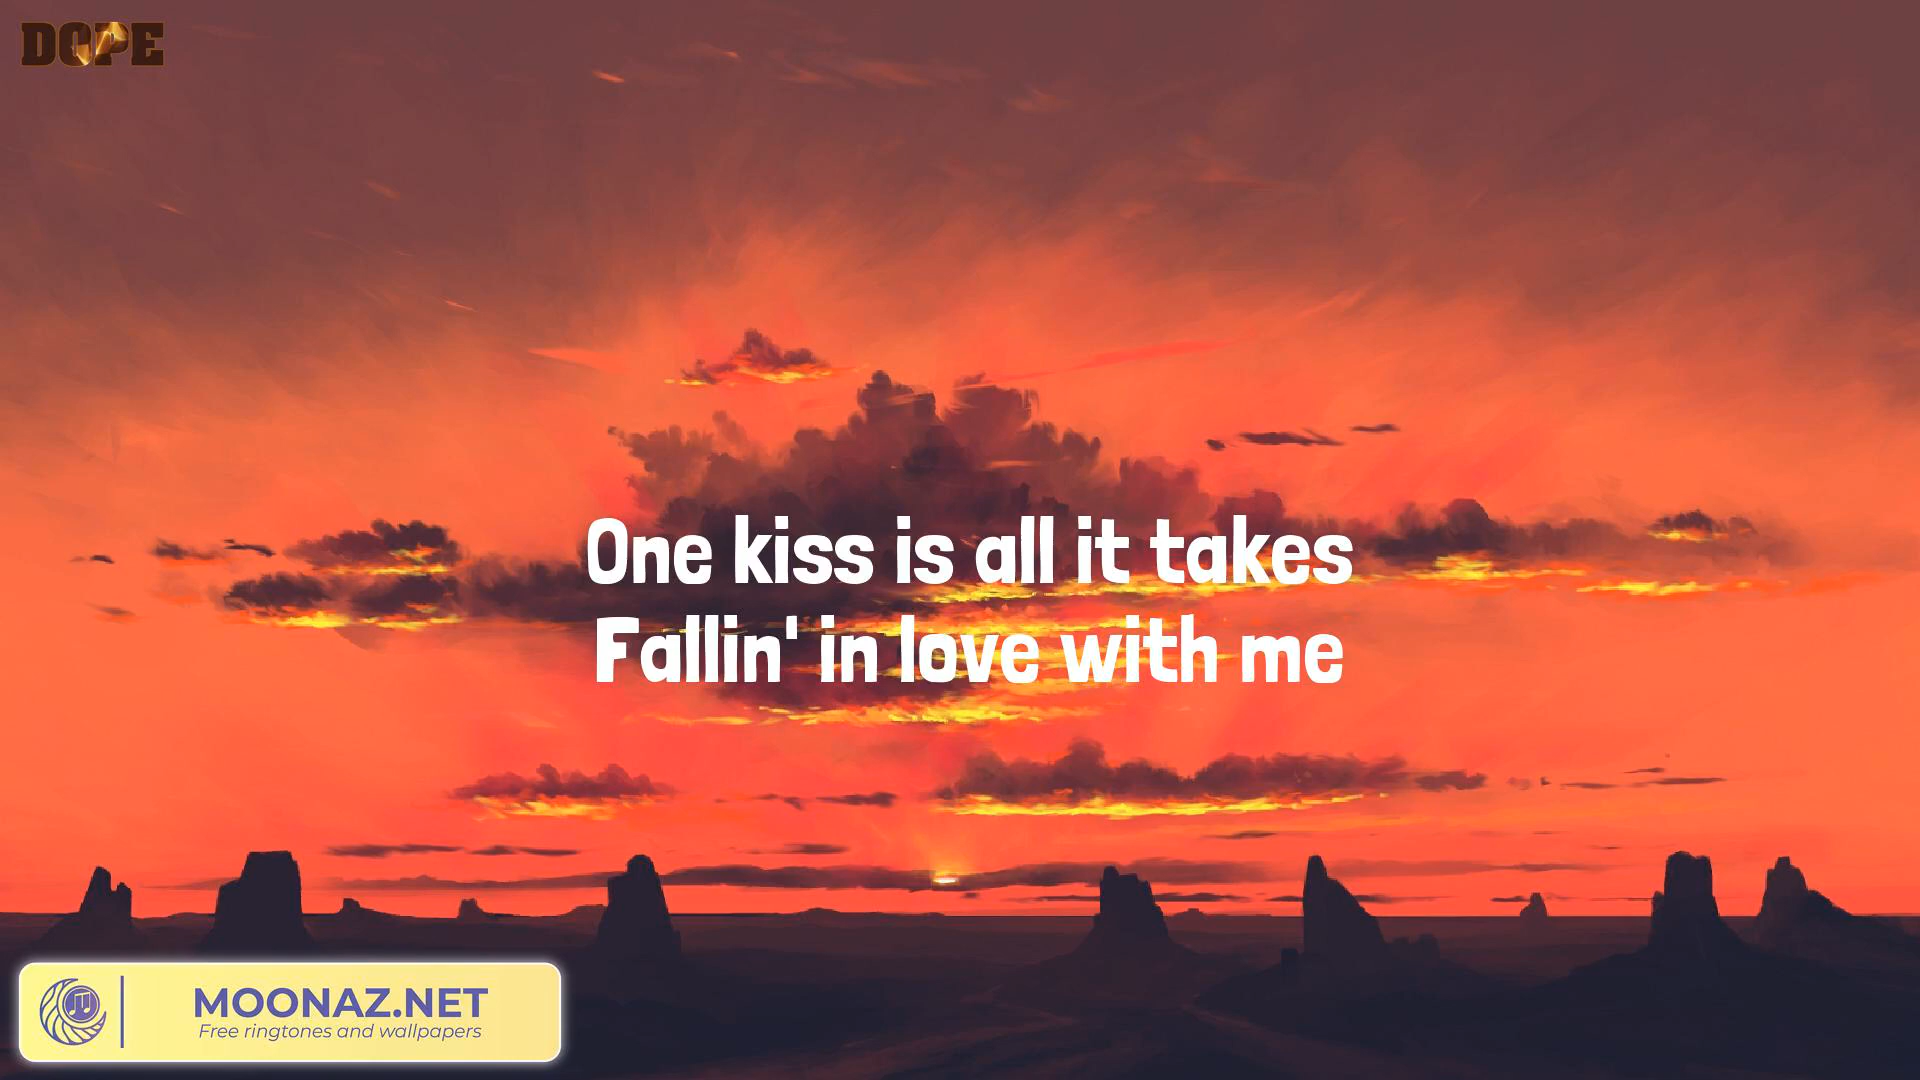 DOPE
One kiss is all it takes
Fallin' in love with me
MOONAZ.NET
Free ringtones and wallpapers